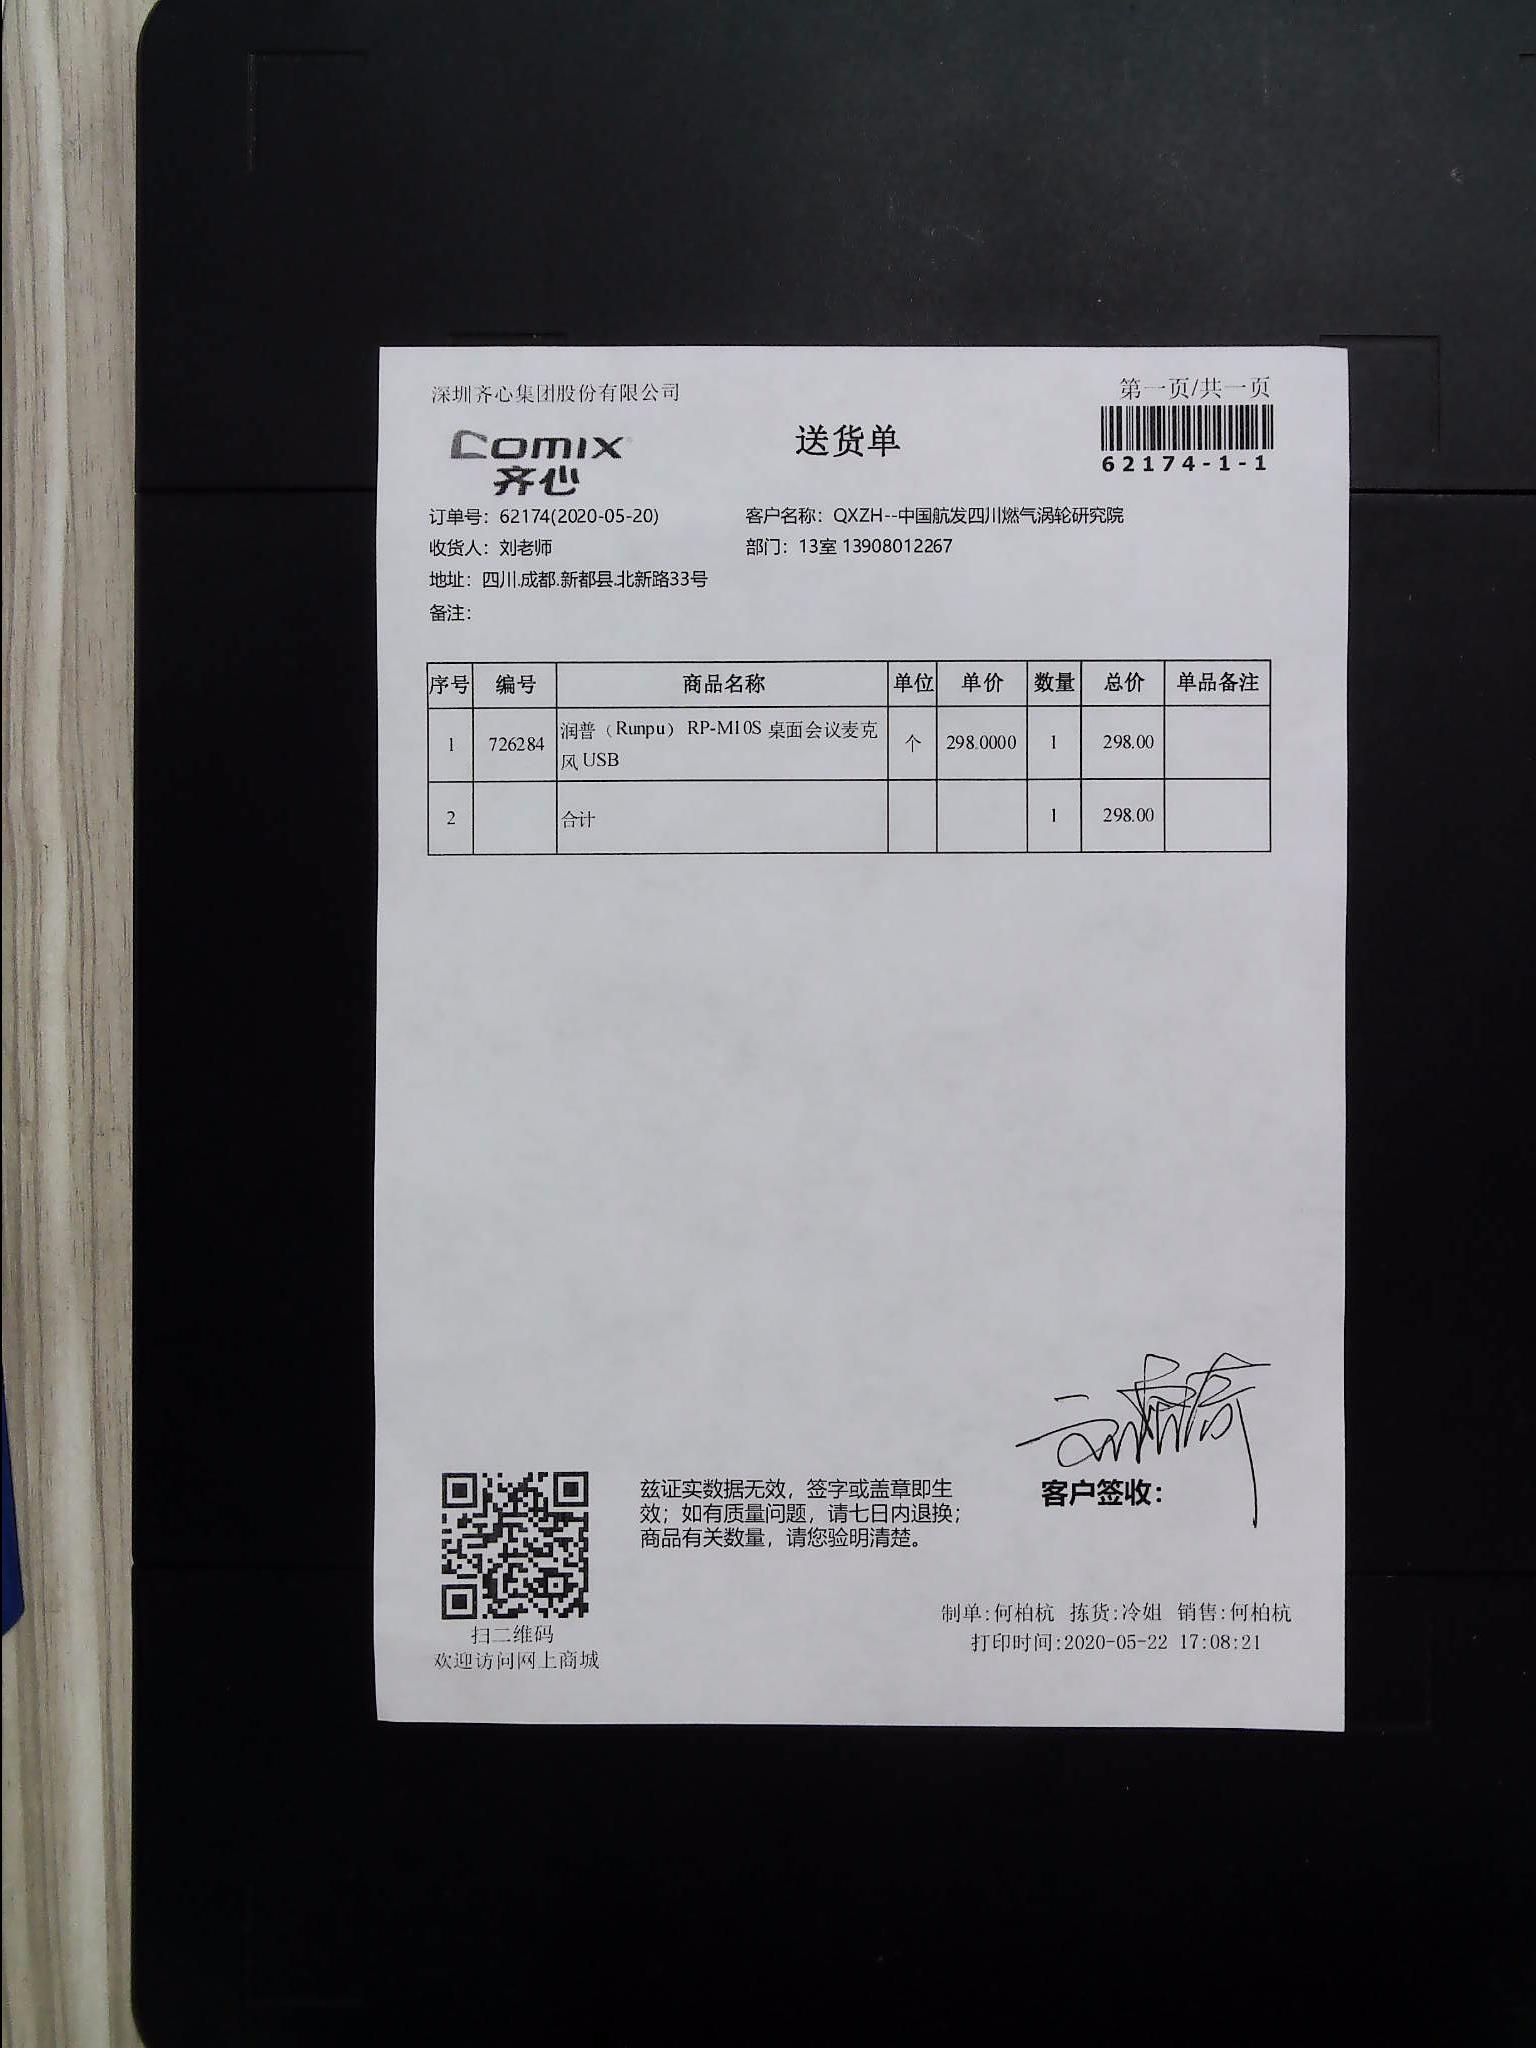 深圳齐心集团股份有限公司
第一页/共一页
comix
齐心
送货单
62174-1-1
订单号：62174(2020-05-20) 客户名称：QXZH--中国航发四川燃气涡轮研究院
收货人：刘老师 部门：13室 13908012267
地址：四川.成都.新都县.北新路33号
备注：
序号 编号 商品名称 单位 单价 数量 总价 单品备注
1 726284 润普（Runpu）RP-M10S 桌面会议麦克 个 298.0000 1 298.00
风 USB
2 合计 1 298.00
兹证实数据无效，签字或盖章即生
效；如有质量问题，请七日内退换；
商品有关数量，请您验明清楚。
客户签收：
扫二维码
欢迎访问网上商城
制单:何柏杭 拣货:冷姐 销售:何柏杭
打印时间:2020-05-22 17:08:21